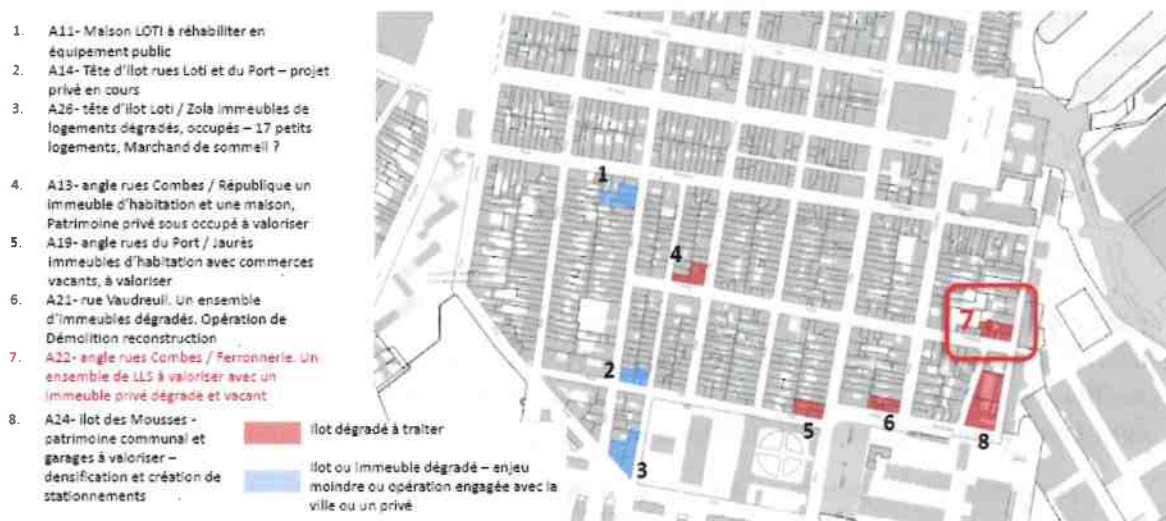 1. A11- Maison LOTI à réhabiliter en
équipement public
2. A14- Tête d'ilot rues Loti et du Port – projet
privé en cours
3. A26- tête d'ilot Loti / Zola immeubles de
logements dégradés, occupés – 17 petits
logements, Marchand de sommeil ?
4. A13- angle rues Combes / République un
immeuble d'habitation et une maison,
Patrimoine privé sous occupé à valoriser
5. A19- angle rues du Port / Jaurès
immeubles d'habitation avec commerces
vacants, à valoriser
6. A21- rue Vaudreuil. Un ensemble
d'immeubles dégradés. Opération de
Démolition reconstruction
7. A22- angle rues Combes / Ferronnerie. Un
ensemble de LLS à valoriser avec un
immeuble privé dégrade et vacant
8. A24- ilot des Mousses -
patrimoine communal et
garages à valoriser –
densification et création de
stationnements
Ilot dégradé à traiter
Ilot ou immeuble dégradé – enjeu
moindre ou opération engagée avec la
ville ou un privé
1
4
7
2
5
6
8
3